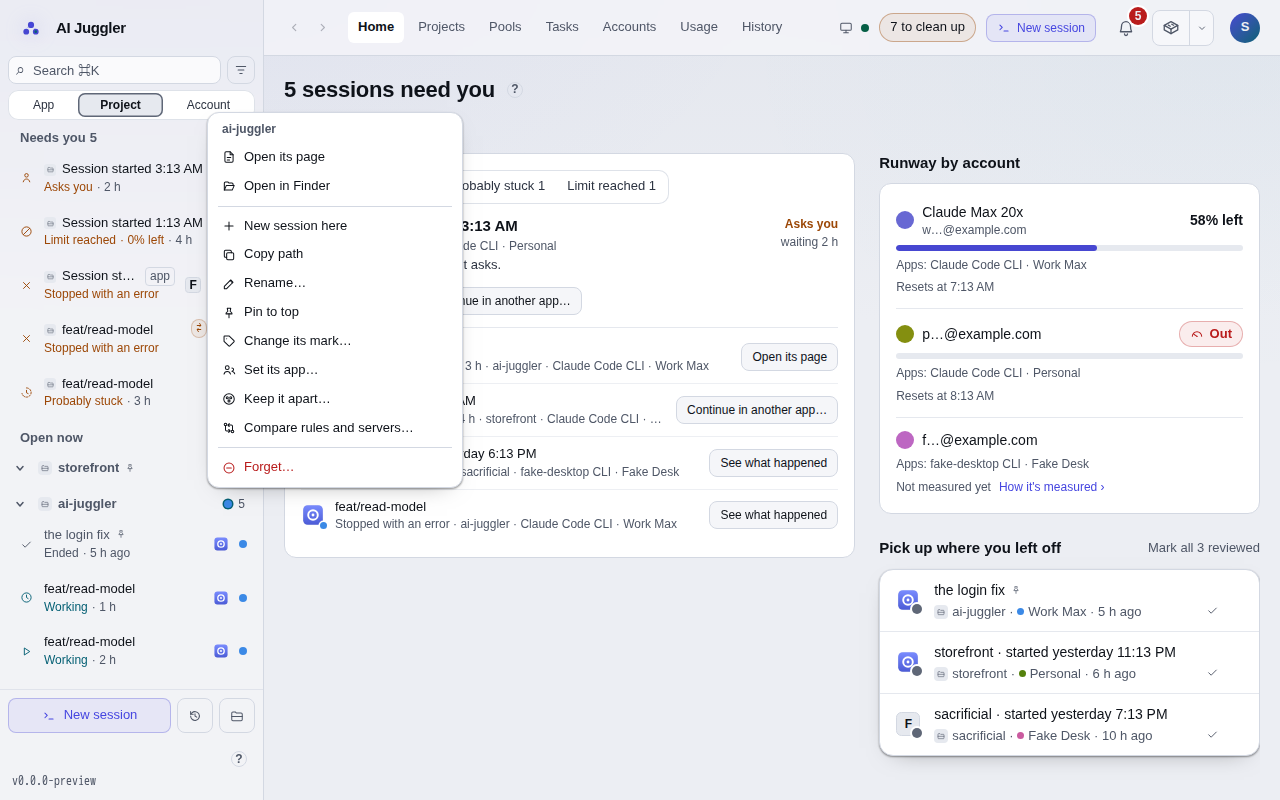 AI Juggler
Search ⌘K
App
Project
Account
Needs you 5
Session started 3:13 AM
Asks you · 2 h
Session started 1:13 AM
Limit reached · 0% left · 4 h
Session st…
app
F
Stopped with an error
feat/read-model
Stopped with an error
feat/read-model
Probably stuck · 3 h
Open now
storefront
ai-juggler
5
the login fix
Ended · 5 h ago
feat/read-model
Working · 1 h
feat/read-model
Working · 2 h
New session
?
v0.0.0-preview
Home
Projects
Pools
Tasks
Accounts
Usage
History
7 to clean up
New session
5
S
5 sessions need you
?
ai-juggler
Open its page
Open in Finder
New session here
Copy path
Rename…
Pin to top
Change its mark…
Set its app…
Keep it apart…
Compare rules and servers…
Forget…
obably stuck 1
Limit reached 1
3:13 AM
Asks you
de CLI · Personal
waiting 2 h
t asks.
nue in another app…
3 h · ai-juggler · Claude Code CLI · Work Max
Open its page
AM
4 h · storefront · Claude Code CLI · …
Continue in another app…
day 6:13 PM
sacrificial · fake-desktop CLI · Fake Desk
See what happened
feat/read-model
Stopped with an error · ai-juggler · Claude Code CLI · Work Max
See what happened
Runway by account
Claude Max 20x
w…@example.com
58% left
Apps: Claude Code CLI · Work Max
Resets at 7:13 AM
p…@example.com
Out
Apps: Claude Code CLI · Personal
Resets at 8:13 AM
f…@example.com
Apps: fake-desktop CLI · Fake Desk
Not measured yet How it's measured ›
Pick up where you left off
Mark all 3 reviewed
the login fix
ai-juggler · Work Max · 5 h ago
storefront · started yesterday 11:13 PM
storefront · Personal · 6 h ago
F
sacrificial · started yesterday 7:13 PM
sacrificial · Fake Desk · 10 h ago